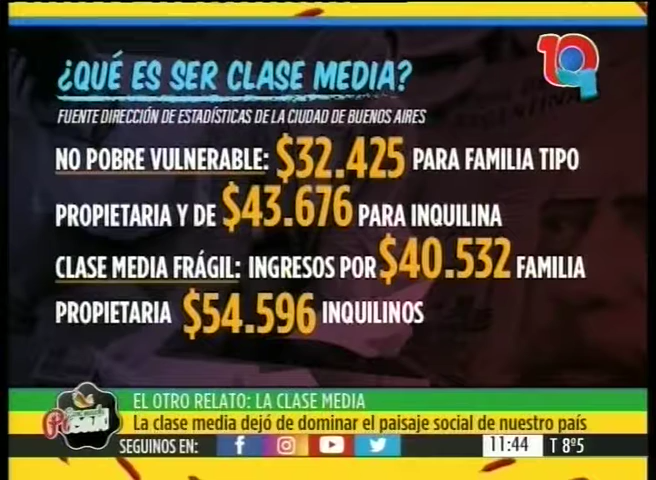 ¿QUÉ ES SER CLASE MEDIA?
FUENTE DIRECCIÓN DE ESTADÍSTICAS DE LA CIUDAD DE BUENOS AIRES
NO POBRE VULNERABLE: $32.425 PARA FAMILIA TIPO
PROPIETARIA Y DE $43.676 PARA INQUILINA
CLASE MEDIA FRÁGIL: INGRESOS POR $40.532 FAMILIA
PROPIETARIA $54.596 INQUILINOS
EL OTRO RELATO: LA CLASE MEDIA
La clase media dejó de dominar el paisaje social de nuestro país
SEGUINOS EN:
11:44 T 8º5